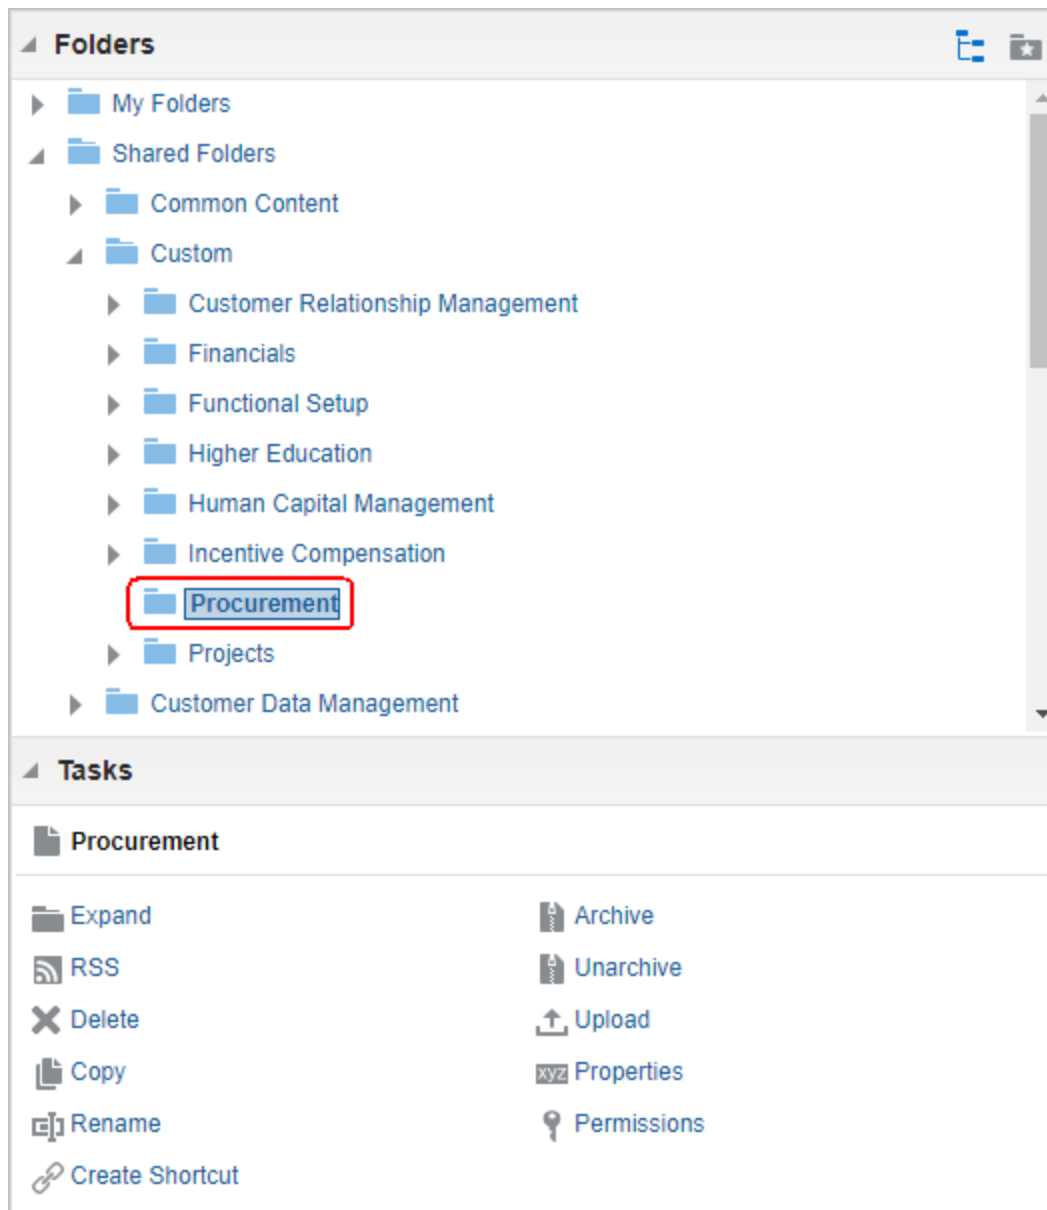 Folders
My Folders
Shared Folders
Common Content
Custom
Customer Relationship Management
Financials
Functional Setup
Higher Education
Human Capital Management
Incentive Compensation
Procurement
Projects
Customer Data Management
Tasks
Procurement
Expand Archive
RSS Unarchive
Delete Upload
Copy xyz Properties
Rename Permissions
Create Shortcut